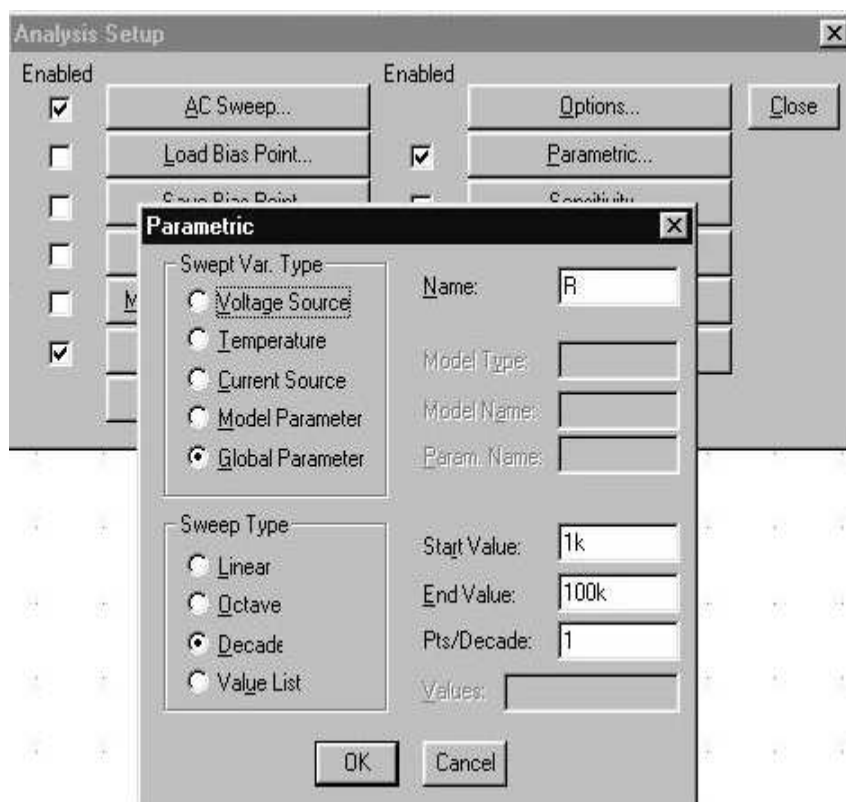 Analysis Setup
Enabled
Enabled
AC Sweep...
Options...
Close
Load Bias Point...
Parametric...
Parametric
Swept Var. Type
Voltage Source
Temperature
Current Source
Model Parameter
Global Parameter
Name: R
Model Type:
Model Name:
Param. Name:
Sweep Type
Linear
Octave
Decade
Value List
Start Value: 1k
End Value: 100k
Pts/Decade: 1
Values:
OK
Cancel